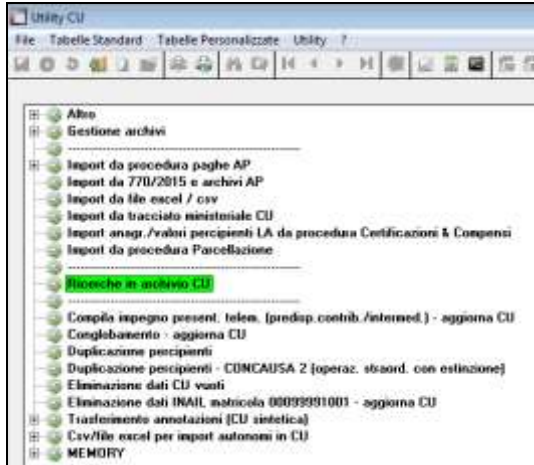 Utility CU
File Tabelle Standard Tabelle Personalizzate Utility ?
Altro
Gestione archivi
Import da procedura paghe AP
Import da 770/2015 e archivi AP
Import da file excel / csv
Import da tracciato ministeriale CU
Import anagr./valori percipienti LA da procedura Certificazioni & Compensi
Import da procedura Parcellazione
Ricerche in archivio CU
Compila impegno present. telem. (predisp.contrib./intermed.) - aggiorna CU
Conglobamento - aggiorna CU
Duplicazione percipienti
Duplicazione percipienti - CONCAUSA 2 (operaz. straord. con estinzione)
Eliminazione dati CU vuoti
Eliminazione dati INAIL matricola 00099991001 - aggiorna CU
Trasferimento annotazioni (CU sintetica)
Csv/file excel per import autonomi in CU
MEMORY